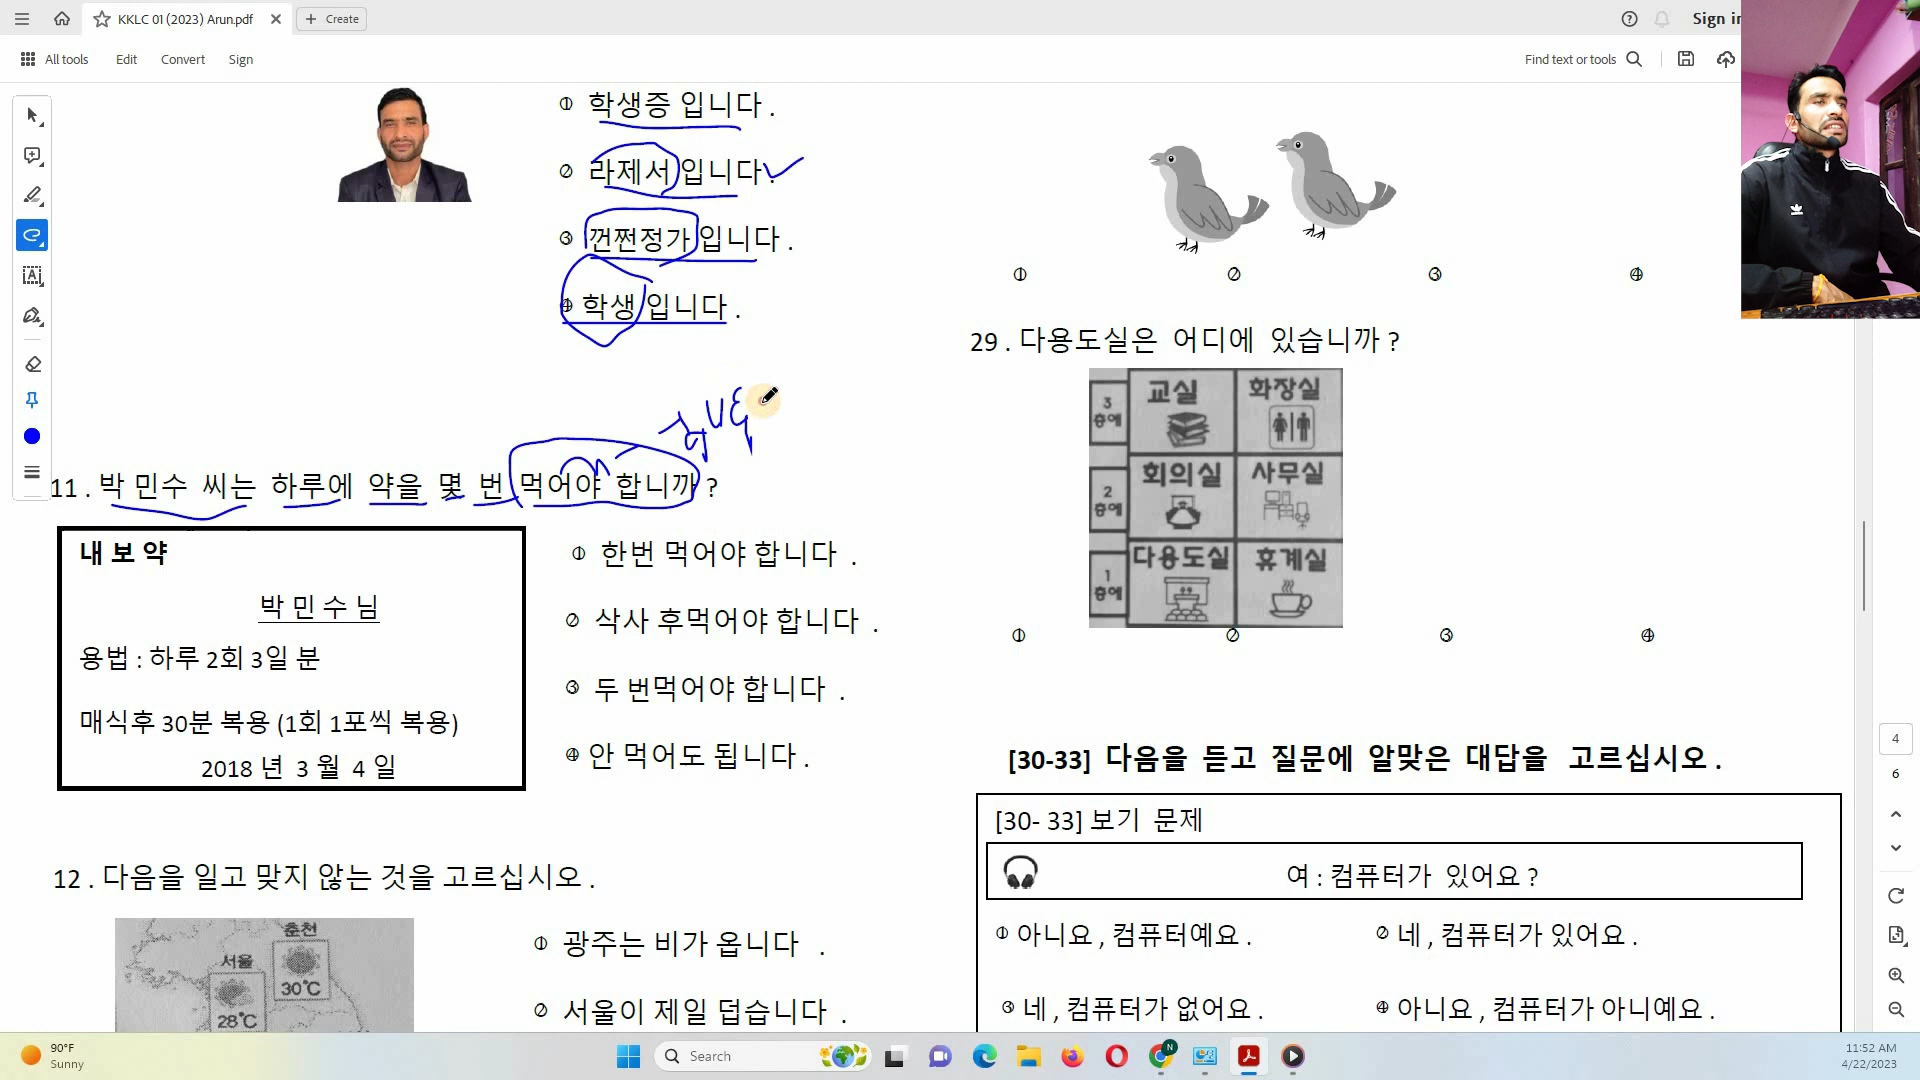 KKLC 01 (2023) Arun.pdf
Create
Sign in
All tools
Edit
Convert
Sign
Find text or tools
① 학생증 입니다 .
② 라제서 입니다 .
③ 껀쩐정가 입니다 .
④ 학생 입니다 .
11 . 박 민수 씨는 하루에 약을 몇 번 먹어야 합니까 ?
내 보 약
박 민 수 님
용법 : 하루 2회 3일 분
매식후 30분 복용 (1회 1포씩 복용)
2018 년 3 월 4 일
① 한번 먹어야 합니다 .
② 삭사 후먹어야 합니다 .
③ 두 번먹어야 합니다 .
④ 안 먹어도 됩니다 .
12 . 다음을 일고 맞지 않는 것을 고르십시오 .
춘천
서울
30°C
28°C
① 광주는 비가 옵니다 .
② 서울이 제일 덥습니다 .
① ② ③ ④
29 . 다용도실은 어디에 있습니까 ?
3층에 교실 화장실
2층에 회의실 사무실
1층에 다용도실 휴계실
① ② ③ ④
[30-33] 다음을 듣고 질문에 알맞은 대답을 고르십시오 .
[30- 33] 보기 문제
여 : 컴퓨터가 있어요 ?
① 아니요 , 컴퓨터예요 .
② 네 , 컴퓨터가 있어요 .
③ 네 , 컴퓨터가 없어요 .
④ 아니요 , 컴퓨터가 아니예요 .
4
6
90°F
Sunny
Search
N
11:52 AM
4/22/2023